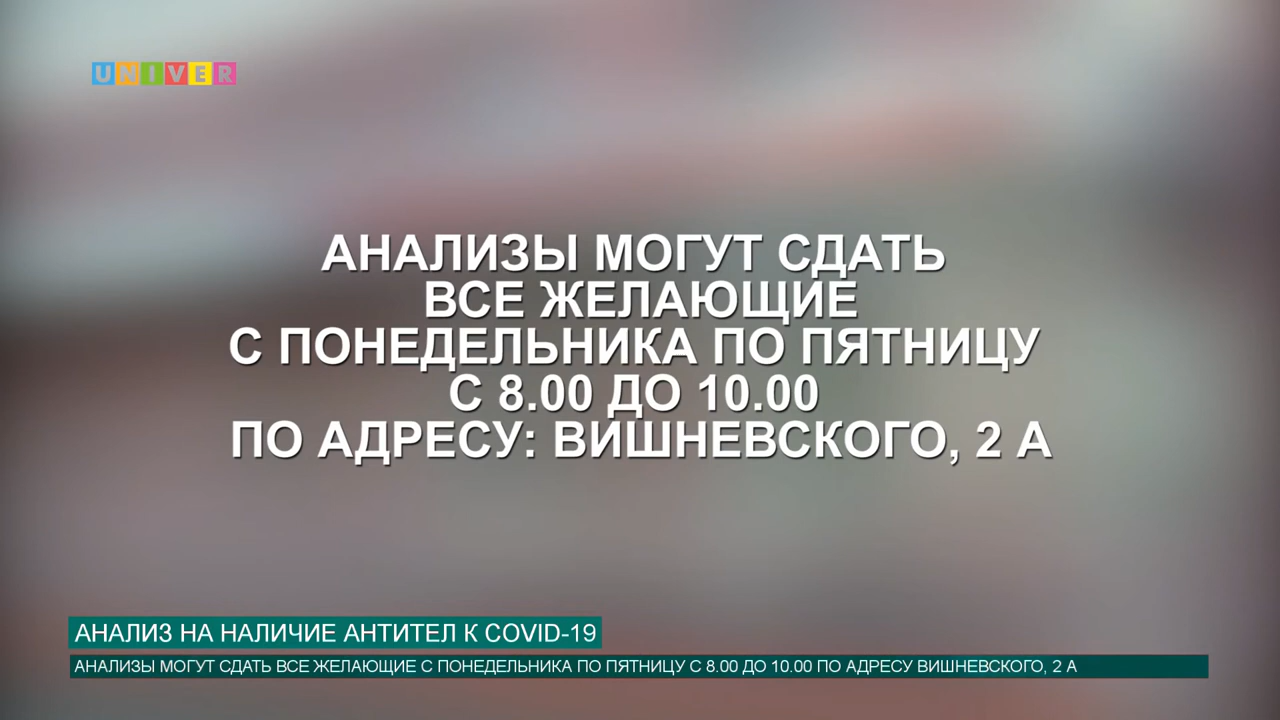 UNIVER
АНАЛИЗЫ МОГУТ СДАТЬ
ВСЕ ЖЕЛАЮЩИЕ
С ПОНЕДЕЛЬНИКА ПО ПЯТНИЦУ
С 8.00 ДО 10.00
ПО АДРЕСУ: ВИШНЕВСКОГО, 2 А
АНАЛИЗ НА НАЛИЧИЕ АНТИТЕЛ К COVID-19
АНАЛИЗЫ МОГУТ СДАТЬ ВСЕ ЖЕЛАЮЩИЕ С ПОНЕДЕЛЬНИКА ПО ПЯТНИЦУ С 8.00 ДО 10.00 ПО АДРЕСУ ВИШНЕВСКОГО, 2 А